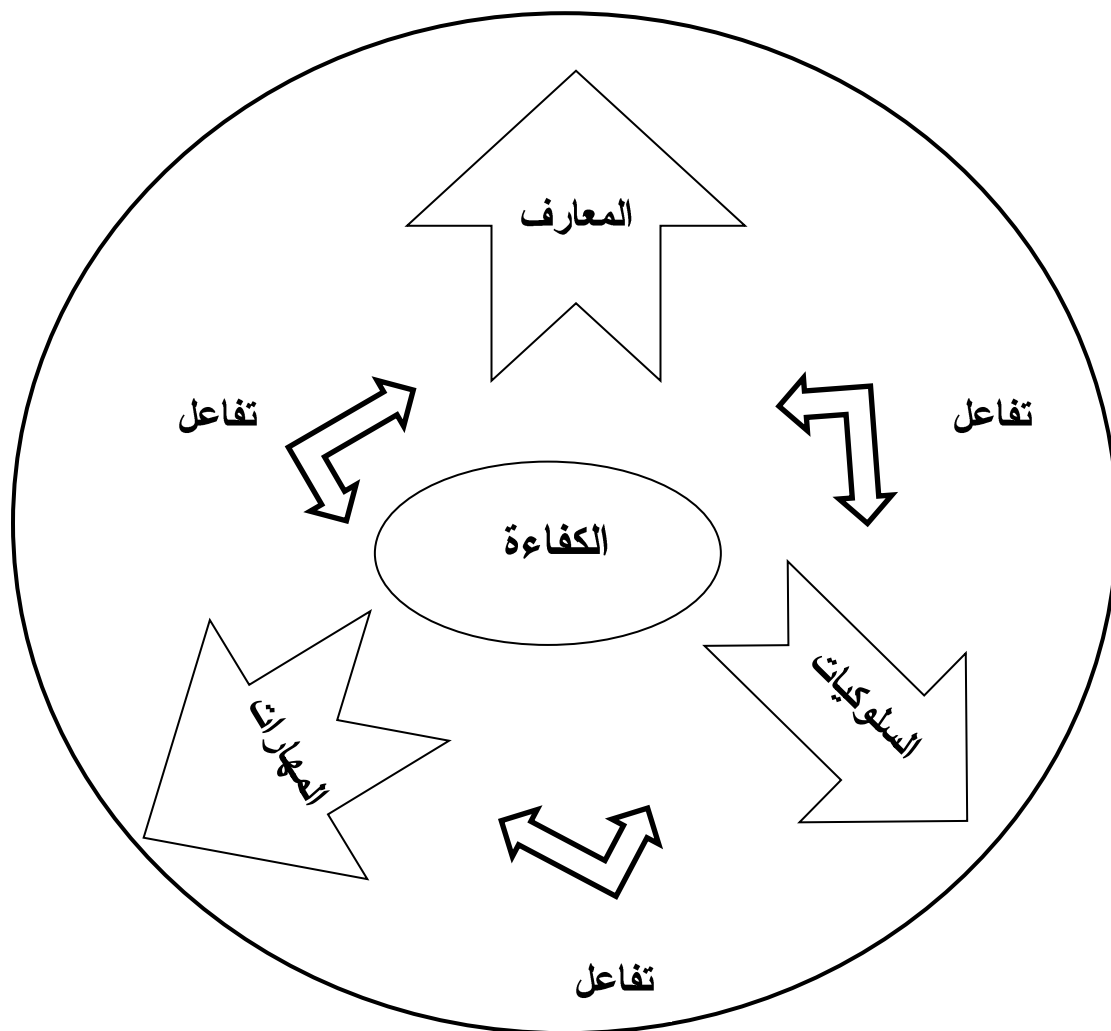 المعارف
تفاعل
تفاعل
الكفاءة
السلوكيات
المهارات
تفاعل